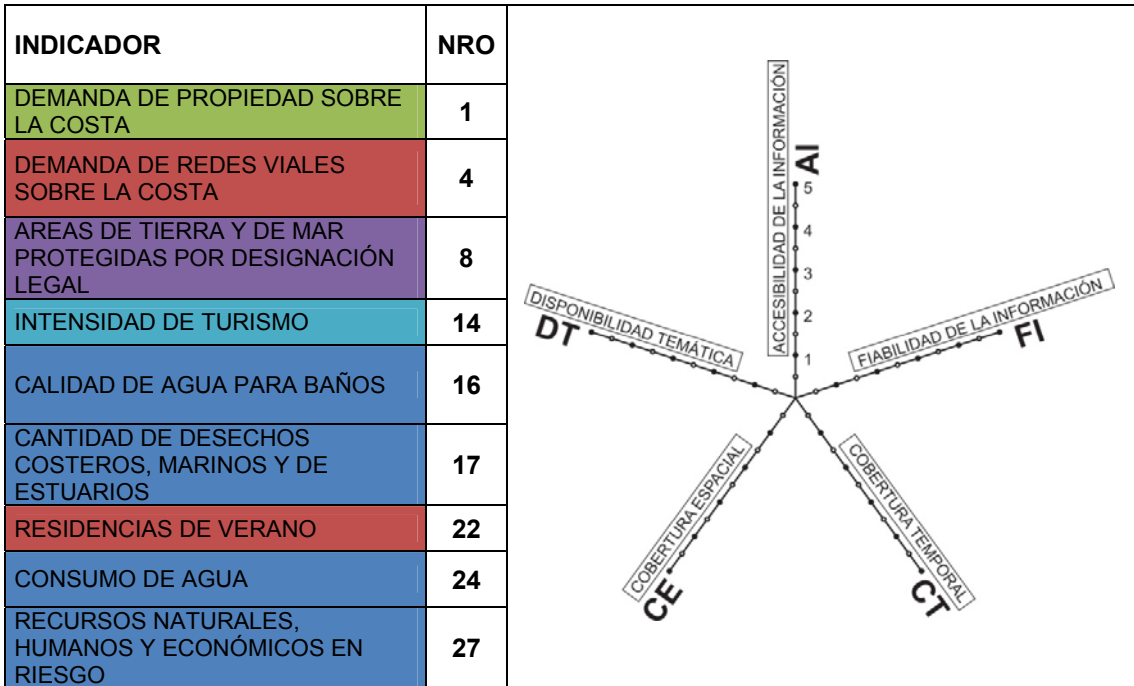 INDICADOR
NRO
DEMANDA DE PROPIEDAD SOBRE
LA COSTA
1
DEMANDA DE REDES VIALES
SOBRE LA COSTA
4
AREAS DE TIERRA Y DE MAR
PROTEGIDAS POR DESIGNACIÓN
LEGAL
8
INTENSIDAD DE TURISMO
14
CALIDAD DE AGUA PARA BAÑOS
16
CANTIDAD DE DESECHOS
COSTEROS, MARINOS Y DE
ESTUARIOS
17
RESIDENCIAS DE VERANO
22
CONSUMO DE AGUA
24
RECURSOS NATURALES,
HUMANOS Y ECONÓMICOS EN
RIESGO
27
ACCESIBILIDAD DE LA INFORMACIÓN
AI
5
4
3
2
1
DISPONIBILIDAD TEMÁTICA
DT
FIABILIDAD DE LA INFORMACIÓN
FI
COBERTURA ESPACIAL
CE
COBERTURA TEMPORAL
CT